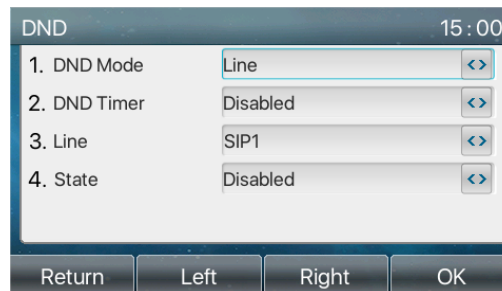 DND 15:00
1. DND Mode Line
2. DND Timer Disabled
3. Line SIP1
4. State Disabled
Return Left Right OK